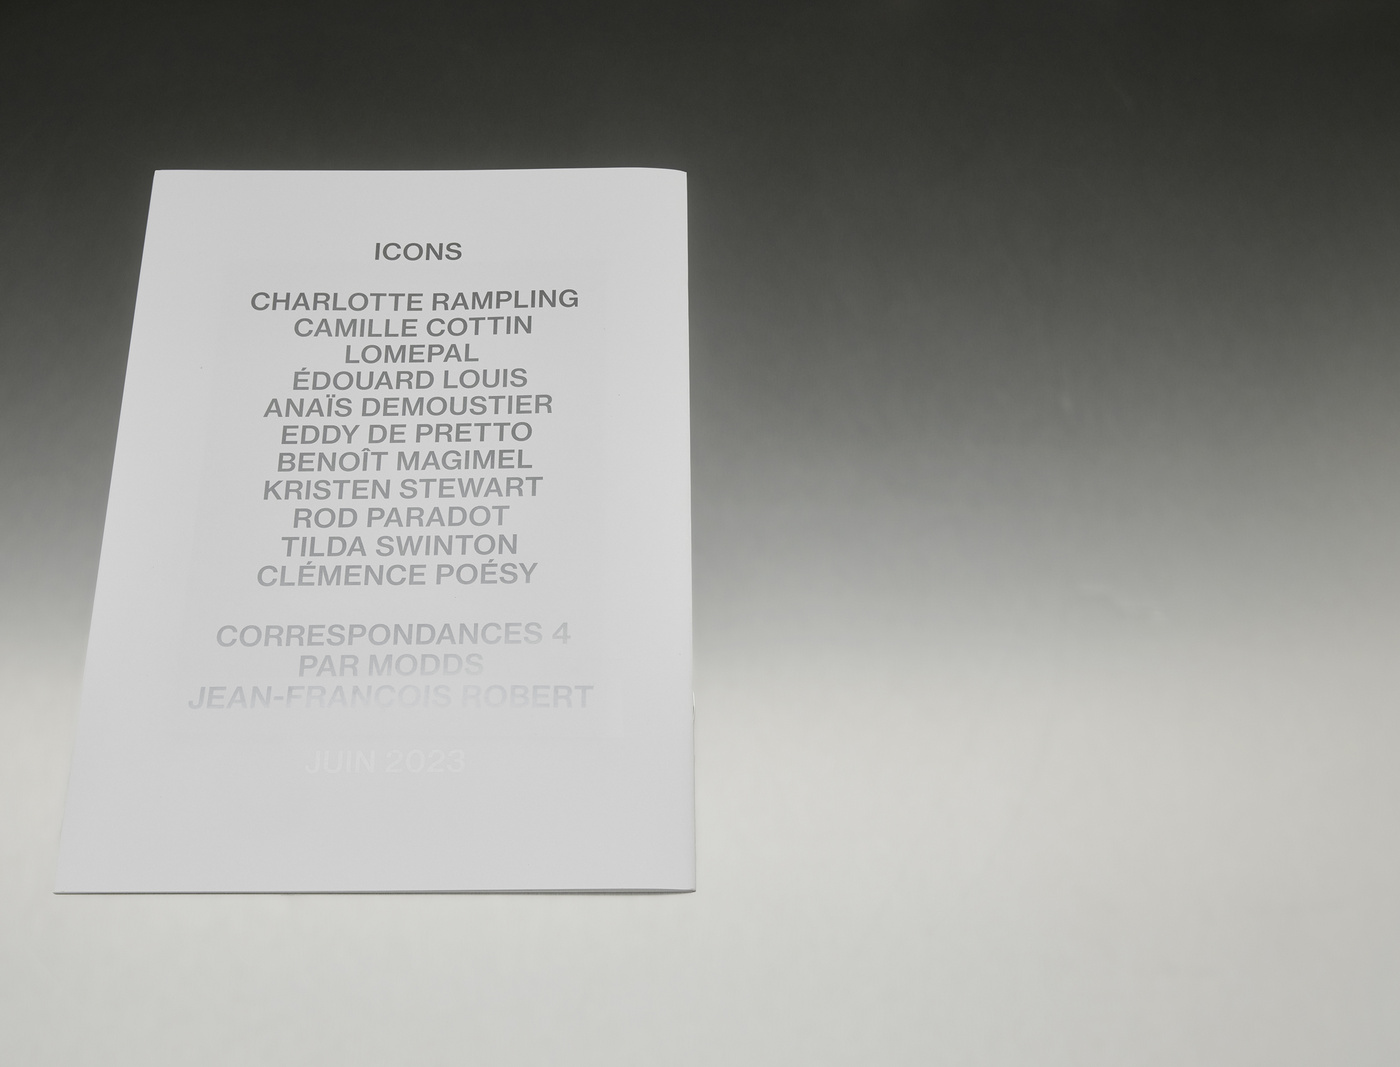 ICONS
CHARLOTTE RAMPLING
CAMILLE COTTIN
LOMEPAL
ÉDOUARD LOUIS
ANAÏS DEMOUSTIER
EDDY DE PRETTO
BENOÎT MAGIMEL
KRISTEN STEWART
ROD PARADOT
TILDA SWINTON
CLÉMENCE POÉSY
CORRESPONDANCES 4
PAR MODDS
JEAN-FRANÇOIS ROBERT
JUIN 2023